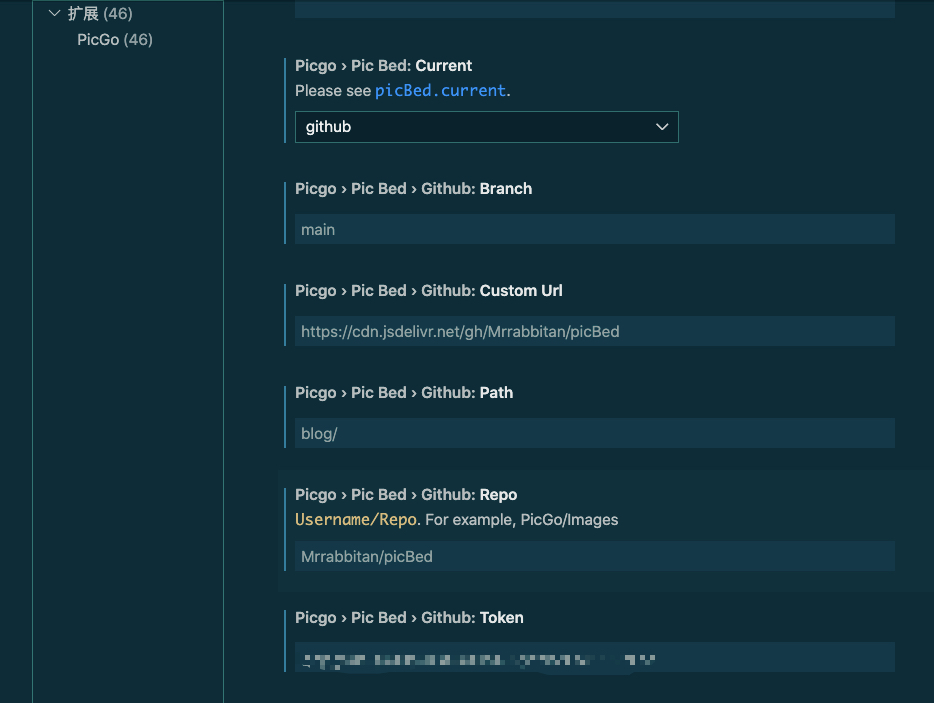 扩展 (46)
PicGo (46)
Picgo › Pic Bed: Current
Please see picBed.current.
github
Picgo › Pic Bed › Github: Branch
main
Picgo › Pic Bed › Github: Custom Url
https://cdn.jsdelivr.net/gh/Mrrabbitan/picBed
Picgo › Pic Bed › Github: Path
blog/
Picgo › Pic Bed › Github: Repo
Username/Repo. For example, PicGo/Images
Mrrabbitan/picBed
Picgo › Pic Bed › Github: Token